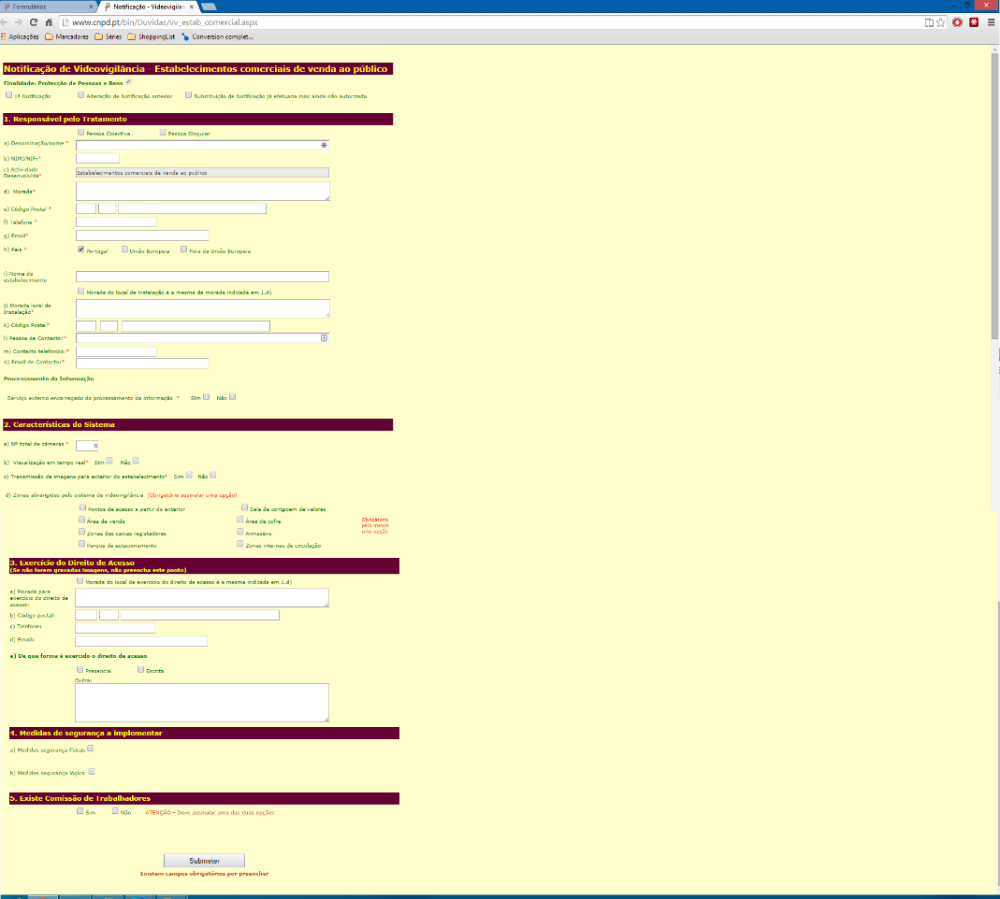 Formulários
Notificação - Videovigilân
www.cnpd.pt/bin/Duvidas/vv_estab_comercial.aspx
Aplicações Marcadores Séries ShoppingList Conversion complet...
Notificação de Videovigilância - Estabelecimentos comerciais de venda ao público
Finalidade: Protecção de Pessoas e Bens
1ª Notificação Alteração de Notificação anterior Substituição de Notificação já efetuada mas ainda não autorizada
1. Responsável pelo Tratamento
Pessoa Colectiva Pessoa Singular
a) Denominação/nome *
b) NIPC/NIF:*
c) Actividade
Desenvolvida*
Estabelecimentos comerciais de venda ao publico
d) Morada*
e) Código Postal *
f) Telefone *
g) Email*
h) País * Portugal União Europeia Fora da União Europeia
i) Nome do
estabelecimento
Morada do local de instalação é a mesma da morada indicada em 1.d)
j) Morada local de
Instalação*
k) Código Postal*
l) Pessoa de Contacto:*
m) Contacto telefónico:*
n) Email de Contacto:*
Processamento da Informação
Serviço externo encarregado do processamento da informação * Sim Não
2. Características do Sistema
a) Nº total de câmaras * 0
b) Visualização em tempo real* Sim Não
c) Transmissão de imagens para exterior do estabelecimento* Sim Não
d) Zonas abrangidas pelo sistema de videovigilância (Obrigatório assinalar uma opção)
Pontos de acesso a partir do exterior Sala de contagem de valores
Área de venda Área de cofre
Zonas das caixas registadoras Armazéns
Parque de estacionamento Zonas internas de circulação
Obrigatório
pelo menos
uma opção
3. Exercício do Direito de Acesso
(Se não forem gravadas imagens, não preencha este ponto)
Morada do local de exercício do direito de acesso é a mesma indicada em 1.d)
a) Morada para
exercício do direito de
acesso:
b) Código postal:
c) Telefone:
d) Email:
e) De que forma é exercido o direito de acesso
Presencial Escrita
Outra:
4. Medidas de segurança a implementar
a) Medidas segurança físicas
b) Medidas segurança lógica
5. Existe Comissão de Trabalhadores
Sim Não ATENÇÃO - Deve assinalar uma das duas opções
Submeter
Existem campos obrigatórios por preencher